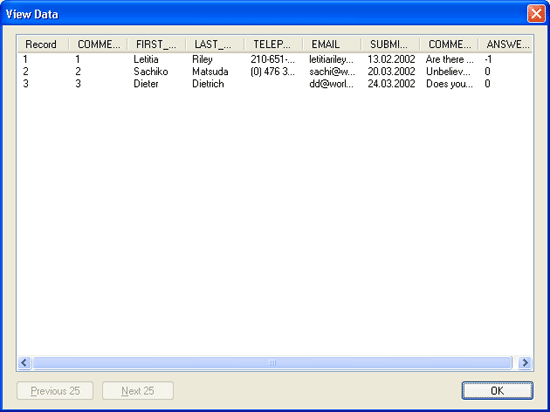 View Data
Record COMME... FIRST_... LAST_... TELEP... EMAIL SUBMI... COMME... ANSWE...
1 1 Letitia Riley 210-651-... letitiariley... 13.02.2002 Are there ... -1
2 2 Sachiko Matsuda (0) 476 3... sachi@w... 20.03.2002 Unbeliev... 0
3 3 Dieter Dietrich dd@worl... 24.03.2002 Does you... 0
Previous 25 Next 25 OK